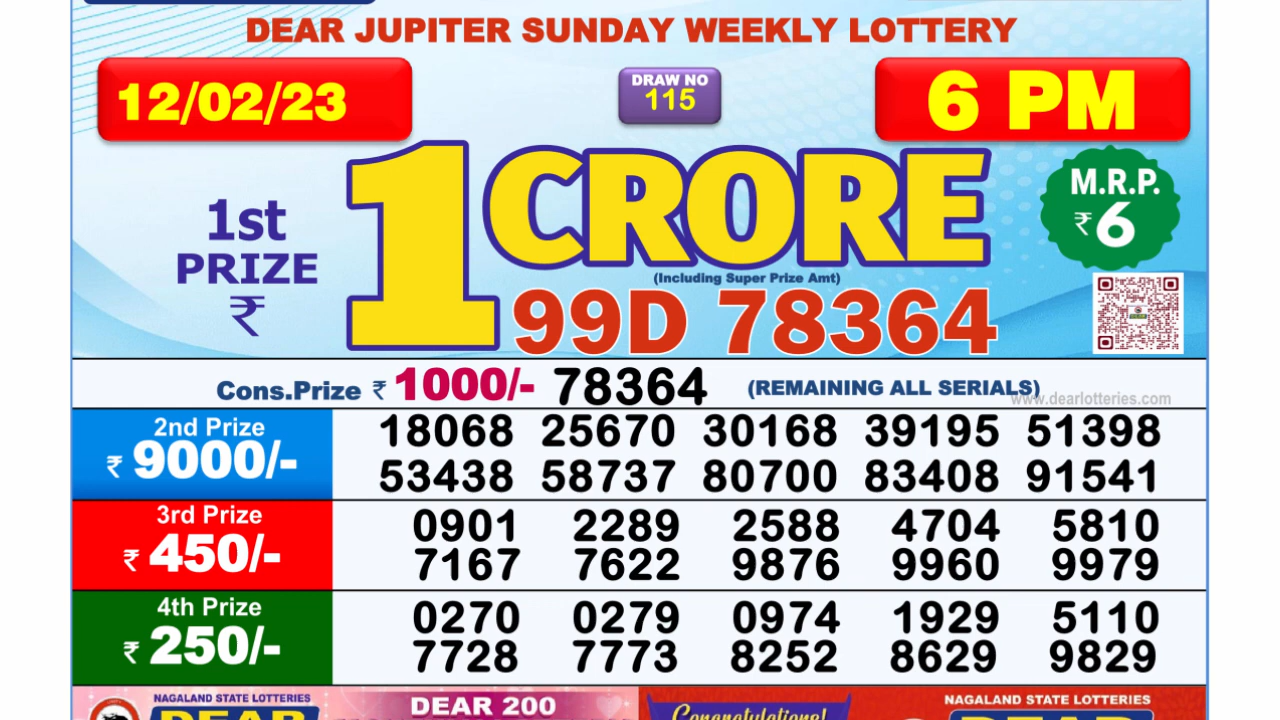 DEAR JUPITER SUNDAY WEEKLY LOTTERY
12/02/23
DRAW NO
115
6 PM
1st
PRIZE
₹
1 CRORE
(Including Super Prize Amt)
M.R.P.
₹6
99D 78364
Cons.Prize ₹ 1000/- 78364 (REMAINING ALL SERIALS)
www.dearlotteries.com
2nd Prize
₹ 9000/-
18068 25670 30168 39195 51398
53438 58737 80700 83408 91541
3rd Prize
₹ 450/-
0901 2289 2588 4704 5810
7167 7622 9876 9960 9979
4th Prize
₹ 250/-
0270 0279 0974 1929 5110
7728 7773 8252 8629 9829
NAGALAND STATE LOTTERIES
DEAR
DEAR 200
Congratulations!
NAGALAND STATE LOTTERIES
DEAR